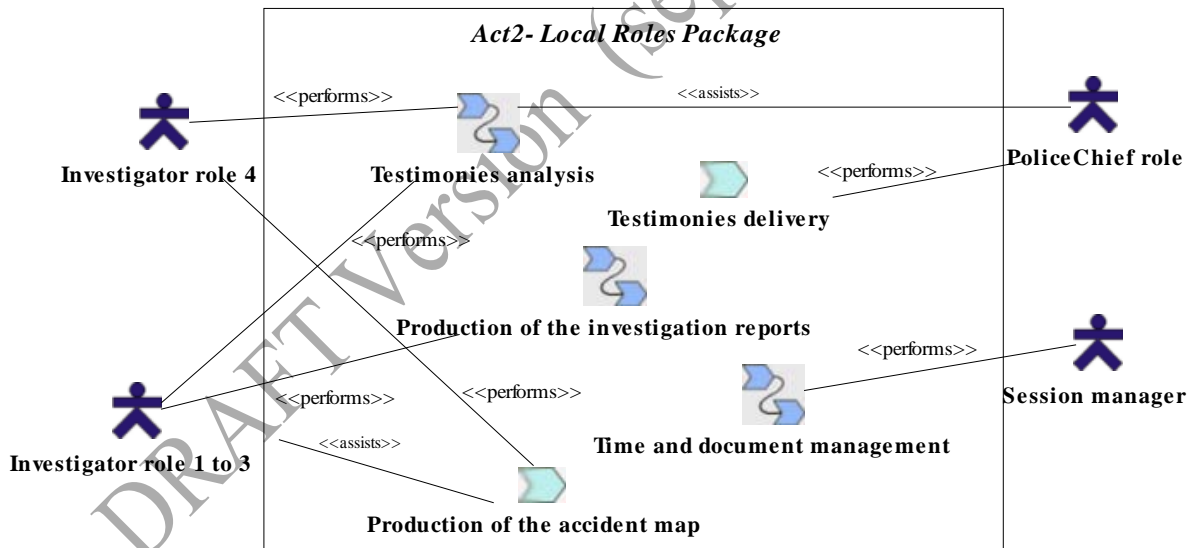 Act2- Local Roles Package
<<performs>>
<<assists>>
Investigator role 4
Testimonies analysis
PoliceChief role
<<performs>>
Testimonies delivery
<<performs>>
Production of the investigation reports
<<performs>>
Session manager
<<performs>>
<<performs>>
<<assists>>
Time and document management
Investigator role 1 to 3
Production of the accident map
DRAFT Version (sep